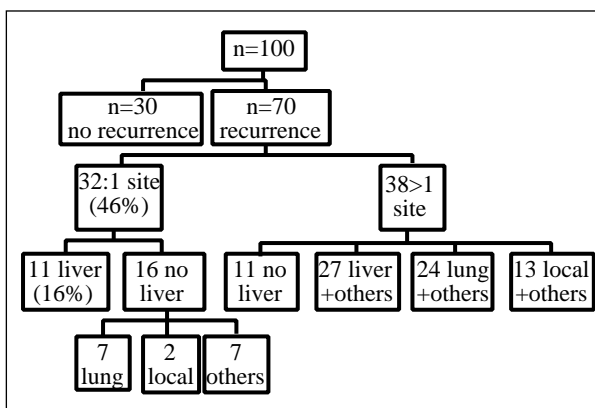 n=100
n=30
no recurrence
n=70
recurrence
32:1 site
(46%)
38>1
site
11 liver
(16%)
16 no
liver
11 no
liver
27 liver
+others
24 lung
+others
13 local
+others
7
lung
2
local
7
others